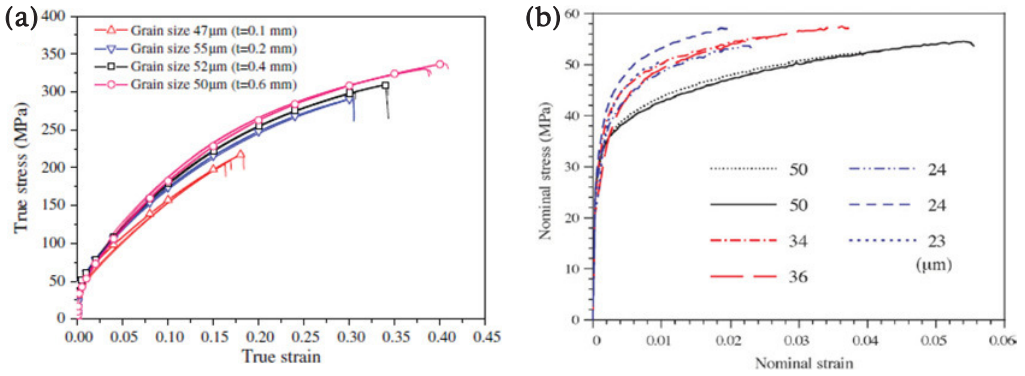 (a)
Grain size 47μm (t=0.1 mm)
Grain size 55μm (t=0.2 mm)
Grain size 52μm (t=0.4 mm)
Grain size 50μm (t=0.6 mm)
True stress (MPa)
400
350
300
250
200
150
100
50
0
0.00 0.05 0.10 0.15 0.20 0.25 0.30 0.35 0.40 0.45
True strain
(b)
Nominal stress (MPa)
60
50
40
30
20
10
0
50 24
50 24
34 23
36 (μm)
0 0.01 0.02 0.03 0.04 0.05 0.06
Nominal strain